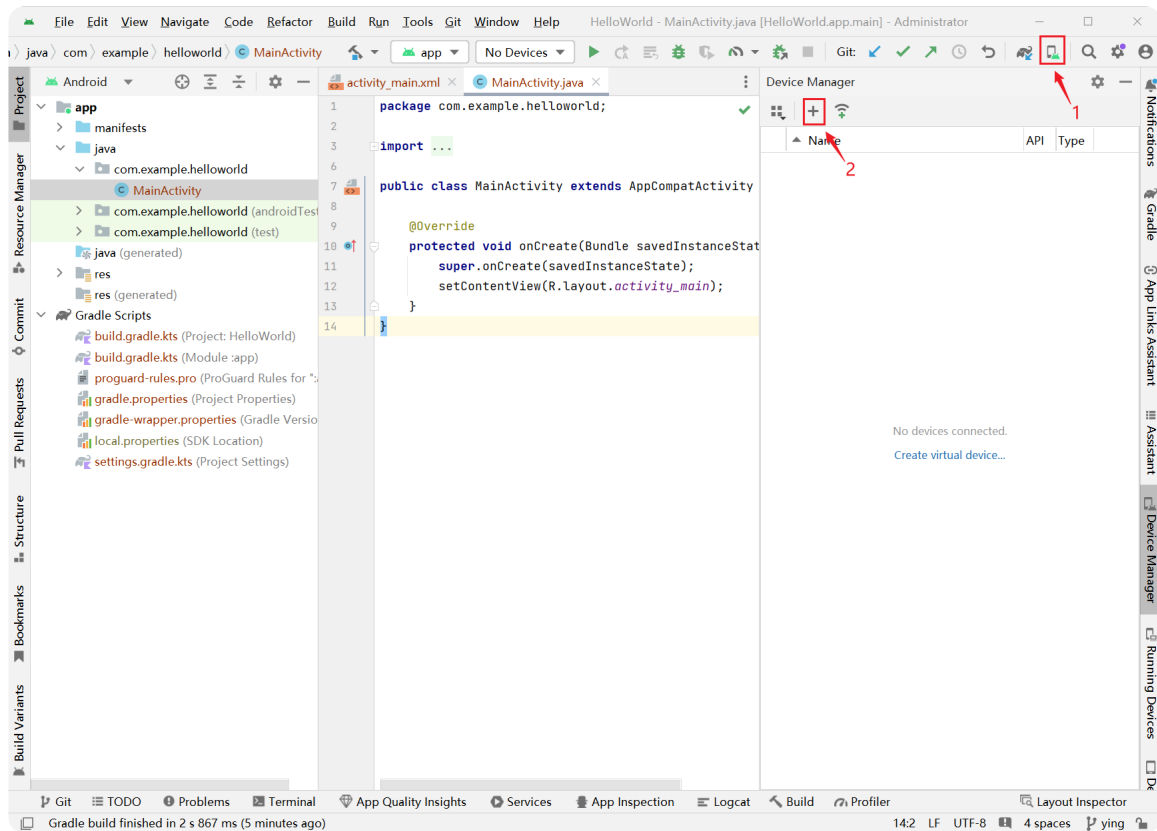 File Edit View Navigate Code Refactor Build Run Tools Git Window Help HelloWorld - MainActivity.java [HelloWorld.app.main] - Administrator
java com example helloworld MainActivity app No Devices Git:
Project
Resource Manager
Commit
Pull Requests
Structure
Bookmarks
Build Variants
Android
app
manifests
java
com.example.helloworld
MainActivity
com.example.helloworld (androidTest
com.example.helloworld (test)
java (generated)
res
res (generated)
Gradle Scripts
build.gradle.kts (Project: HelloWorld)
build.gradle.kts (Module :app)
proguard-rules.pro (ProGuard Rules for ":
gradle.properties (Project Properties)
gradle-wrapper.properties (Gradle Versio
local.properties (SDK Location)
settings.gradle.kts (Project Settings)
activity_main.xml MainActivity.java
1 package com.example.helloworld;
2
3 import ...
6
7 public class MainActivity extends AppCompatActivity
8
9 @Override
10 protected void onCreate(Bundle savedInstanceStat
11 super.onCreate(savedInstanceState);
12 setContentView(R.layout.activity_main);
13 }
14 }
Device Manager
1
2
Name API Type
No devices connected.
Create virtual device...
Notifications
Gradle
App Links Assistant
Assistant
Device Manager
Running Devices
De
Git TODO Problems Terminal App Quality Insights Services App Inspection Logcat Build Profiler Layout Inspector
Gradle build finished in 2 s 867 ms (5 minutes ago) 14:2 LF UTF-8 4 spaces ying